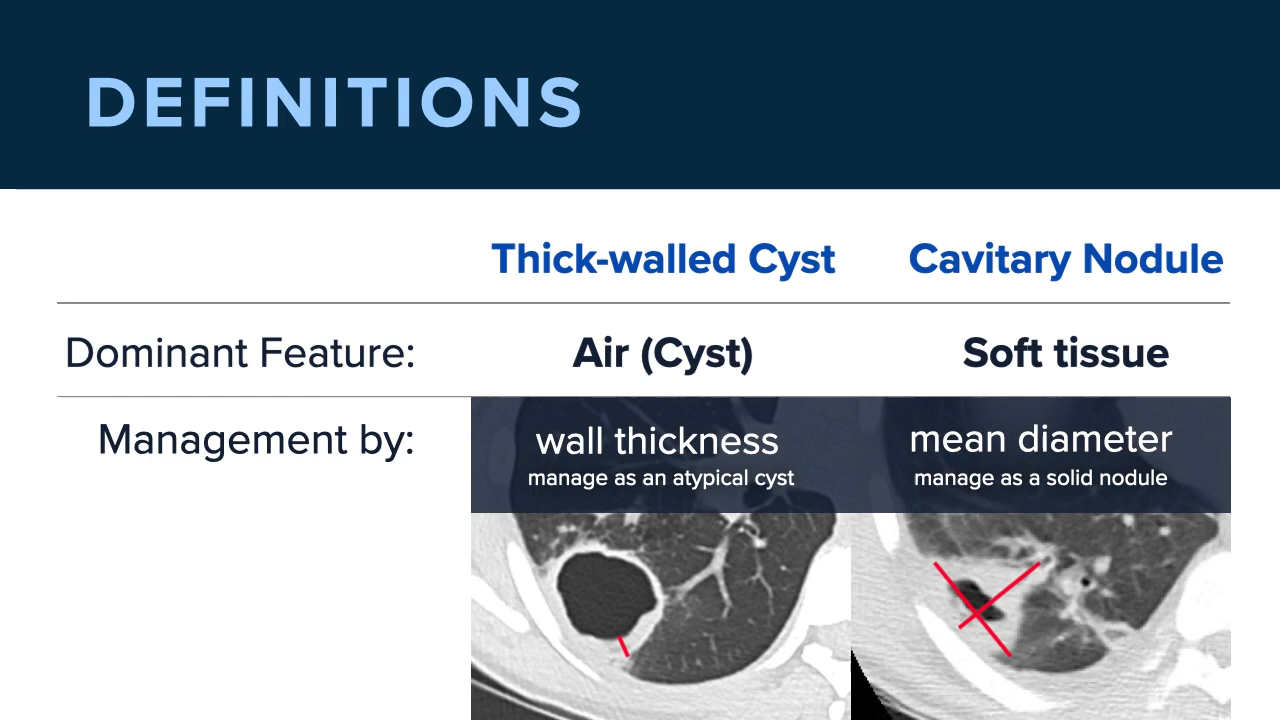 DEFINITIONS
Thick-walled Cyst Cavitary Nodule
Dominant Feature: Air (Cyst) Soft tissue
Management by: wall thickness mean diameter
manage as an atypical cyst manage as a solid nodule